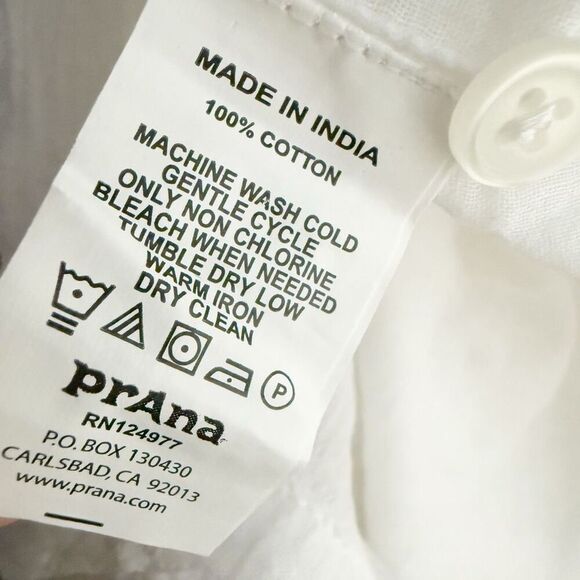 MADE IN INDIA
100% COTTON
MACHINE WASH COLD
GENTLE CYCLE
ONLY NON CHLORINE
BLEACH WHEN NEEDED
TUMBLE DRY LOW
WARM IRON
DRY CLEAN
P
prAna
RN124977
P.O. BOX 130430
CARLSBAD, CA 92013
www.prana.com